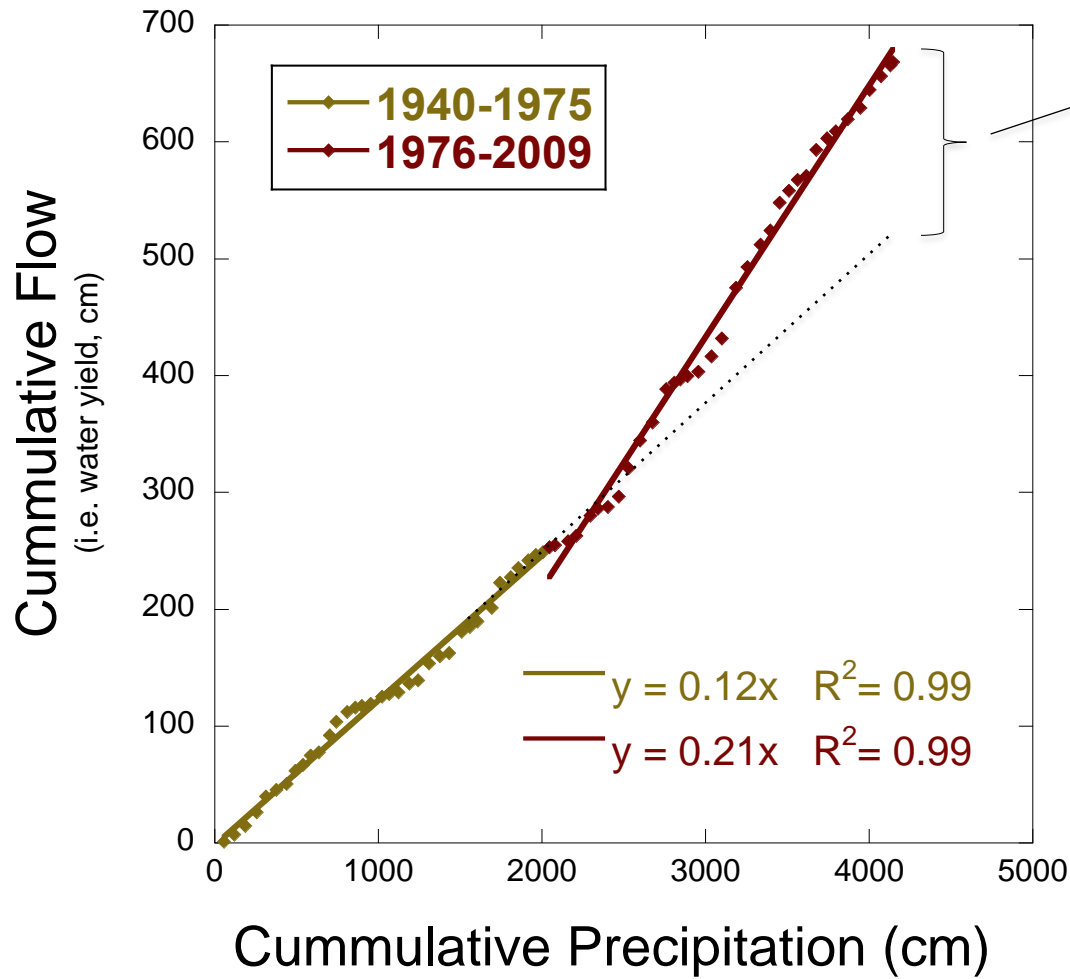 700
600
500
400
300
200
100
0
1940-1975
1976-2009
Cummulative Flow
(i.e. water yield, cm)
y = 0.12x R²= 0.99
y = 0.21x R²= 0.99
0 1000 2000 3000 4000 5000
Cummulative Precipitation (cm)